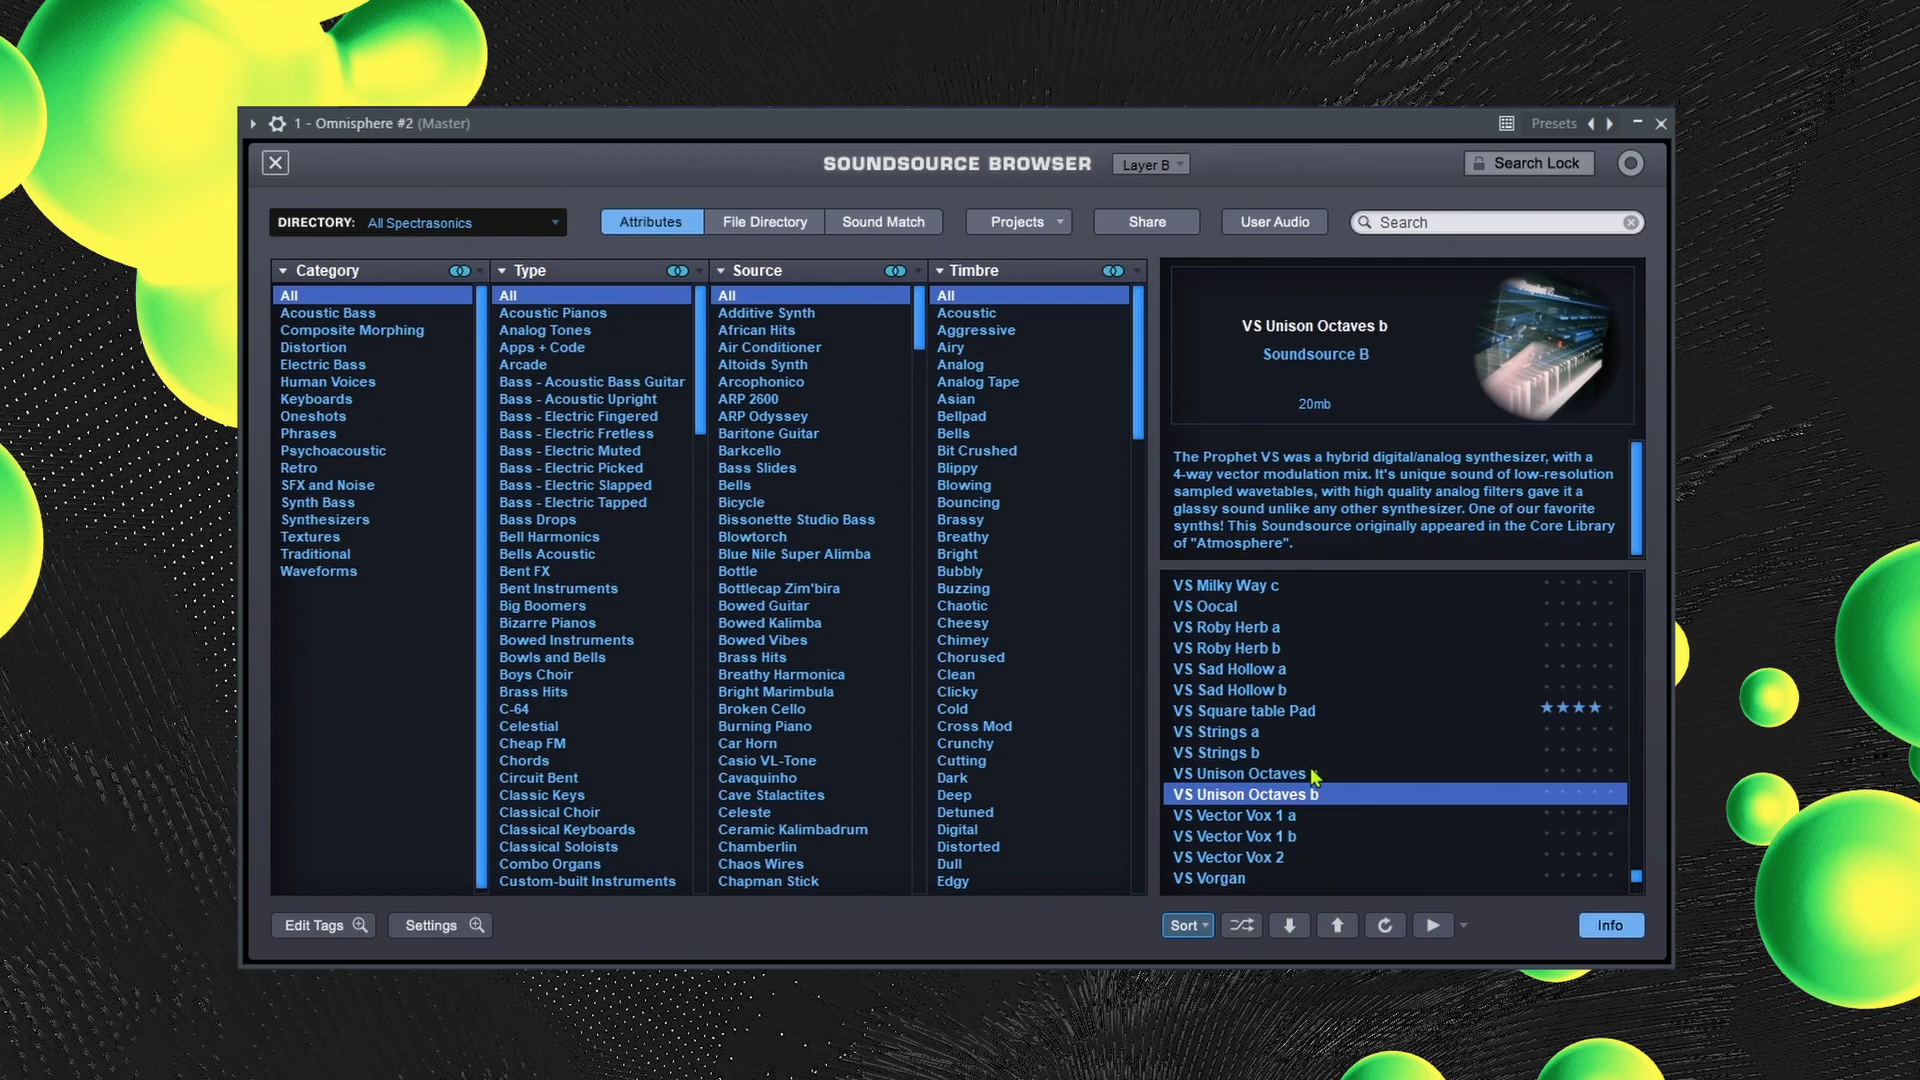 1 - Omnisphere #2 (Master)
Presets
SOUNDSOURCE BROWSER
Layer B
Search Lock
DIRECTORY: All Spectrasonics
Attributes
File Directory
Sound Match
Projects
Share
User Audio
Search
Category
All
Acoustic Bass
Composite Morphing
Distortion
Electric Bass
Human Voices
Keyboards
Oneshots
Phrases
Psychoacoustic
Retro
SFX and Noise
Synth Bass
Synthesizers
Textures
Traditional
Waveforms
Type
All
Acoustic Pianos
Analog Tones
Apps + Code
Arcade
Bass - Acoustic Bass Guitar
Bass - Acoustic Upright
Bass - Electric Fingered
Bass - Electric Fretless
Bass - Electric Muted
Bass - Electric Picked
Bass - Electric Slapped
Bass - Electric Tapped
Bass Drops
Bell Harmonics
Bells Acoustic
Bent FX
Bent Instruments
Big Boomers
Bizarre Pianos
Bowed Instruments
Bowls and Bells
Boys Choir
Brass Hits
C-64
Celestial
Cheap FM
Chords
Circuit Bent
Classic Keys
Classical Choir
Classical Keyboards
Classical Soloists
Combo Organs
Custom-built Instruments
Source
All
Additive Synth
African Hits
Air Conditioner
Altoids Synth
Arcophonico
ARP 2600
ARP Odyssey
Baritone Guitar
Barkcello
Bass Slides
Bells
Bicycle
Bissonette Studio Bass
Blowtorch
Blue Nile Super Alimba
Bottle
Bottlecap Zim'bira
Bowed Guitar
Bowed Kalimba
Bowed Vibes
Brass Hits
Breathy Harmonica
Bright Marimbula
Broken Cello
Burning Piano
Car Horn
Casio VL-Tone
Cavaquinho
Cave Stalactites
Celeste
Ceramic Kalimbadrum
Chamberlin
Chaos Wires
Chapman Stick
Timbre
All
Acoustic
Aggressive
Airy
Analog
Analog Tape
Asian
Bellpad
Bells
Bit Crushed
Blippy
Blowing
Bouncing
Brassy
Breathy
Bright
Bubbly
Buzzing
Chaotic
Cheesy
Chimey
Chorused
Clean
Clicky
Cold
Cross Mod
Crunchy
Cutting
Dark
Deep
Detuned
Digital
Distorted
Dull
Edgy
VS Unison Octaves b
Soundsource B
20mb
The Prophet VS was a hybrid digital/analog synthesizer, with a
4-way vector modulation mix. It's unique sound of low-resolution
sampled wavetables, with high quality analog filters gave it a
glassy sound unlike any other synthesizer. One of our favorite
synths! This Soundsource originally appeared in the Core Library
of "Atmosphere".
VS Milky Way c
VS Oocal
VS Roby Herb a
VS Roby Herb b
VS Sad Hollow a
VS Sad Hollow b
VS Square table Pad ★★★★
VS Strings a
VS Strings b
VS Unison Octaves
VS Unison Octaves b
VS Vector Vox 1 a
VS Vector Vox 1 b
VS Vector Vox 2
VS Vorgan
Edit Tags
Settings
Sort
Info